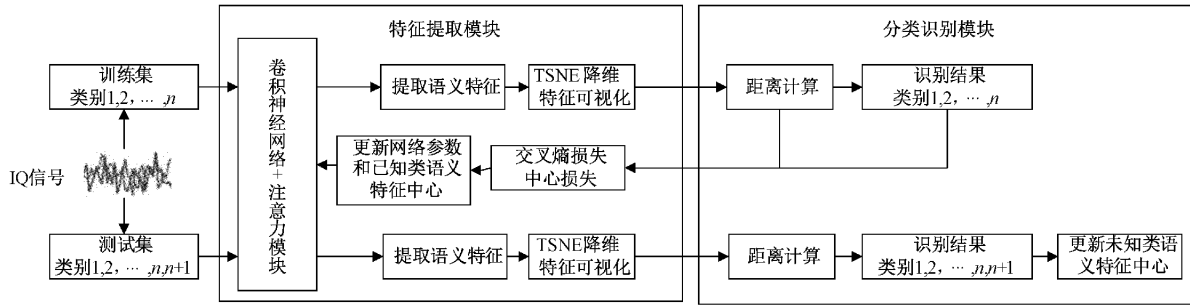 特征提取模块
分类识别模块
训练集
类别1,2，…,n
IQ信号
测试集
类别1,2，…,n,n+1
卷积神经网络+注意力模块
提取语义特征
TSNE 降维
特征可视化
距离计算
识别结果
类别1,2，…,n
更新网络参数
和已知类语义
特征中心
交叉熵损失
中心损失
提取语义特征
TSNE降维
特征可视化
距离计算
识别结果
类别1,2，…,n,n+1
更新未知类语
义特征中心